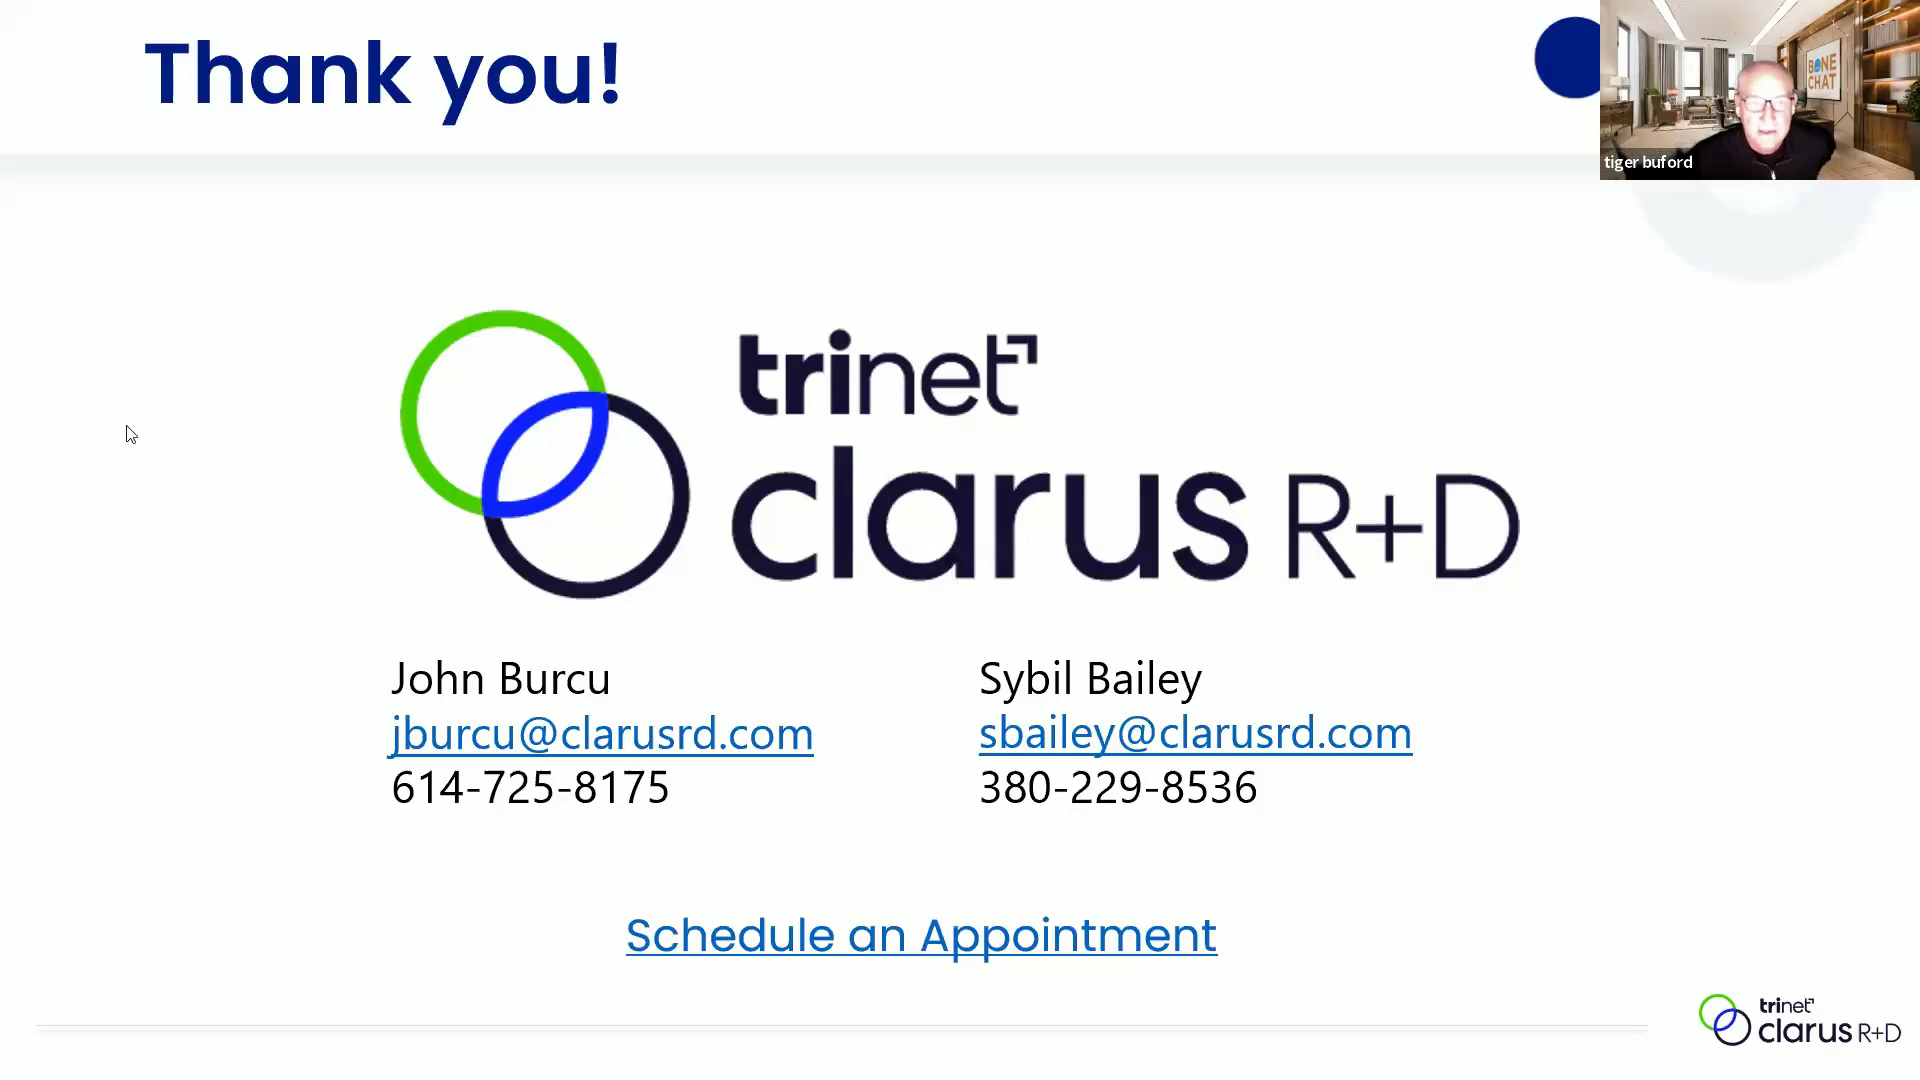 Thank you!
BONE
CHAT
tiger buford
trinet
clarus R+D
John Burcu
jburcu@clarusrd.com
614-725-8175
Sybil Bailey
sbailey@clarusrd.com
380-229-8536
Schedule an Appointment
trinet
clarus R+D